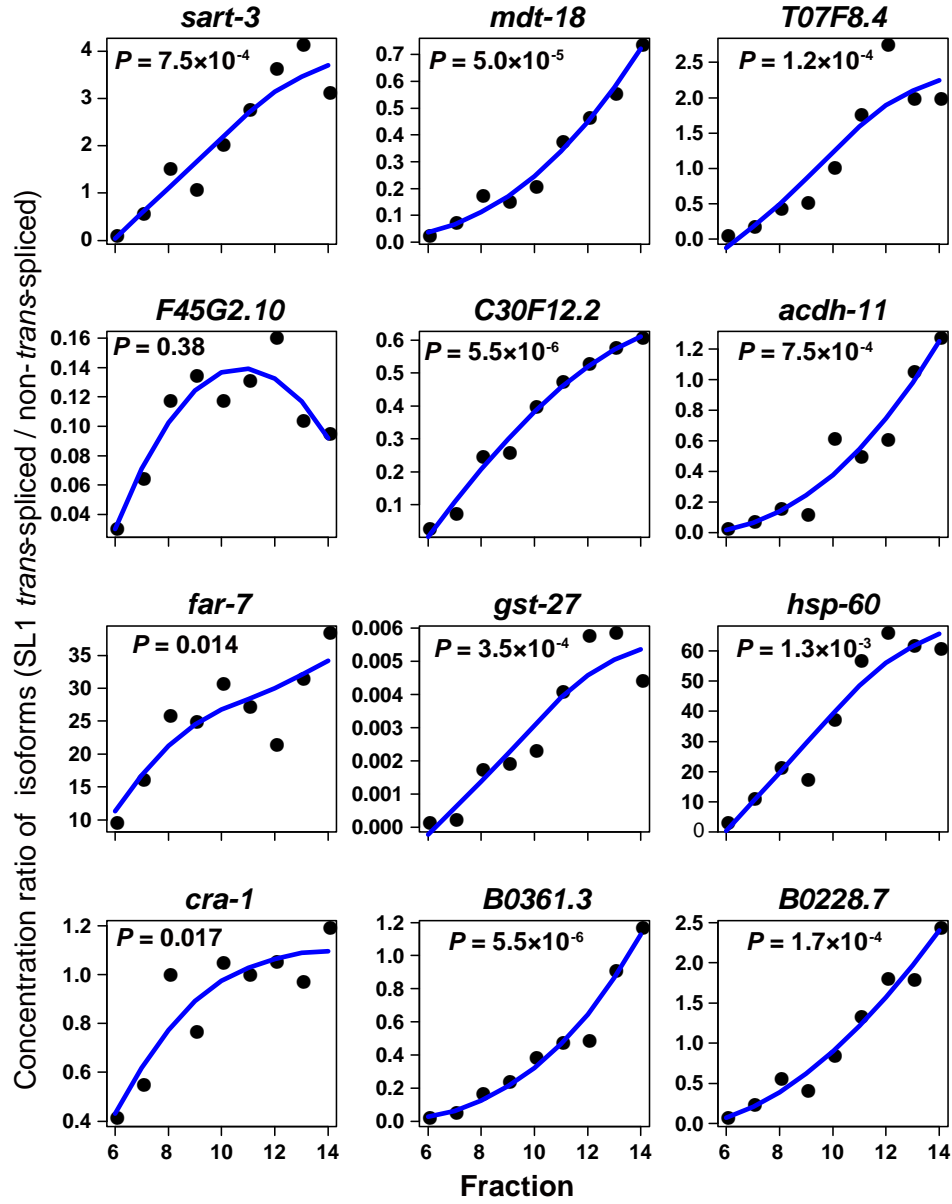 sart-3 mdt-18 T07F8.4
P = 7.5×10-4 P = 5.0×10-5 P = 1.2×10-4
4 3 2 1 0
0.7 0.6 0.5 0.4 0.3 0.2 0.1 0.0
2.5 2.0 1.5 1.0 0.5 0.0
F45G2.10 C30F12.2 acdh-11
P = 0.38 P = 5.5×10-6 P = 7.5×10-4
0.16 0.14 0.12 0.10 0.08 0.06 0.04
0.6 0.5 0.4 0.3 0.2 0.1
1.2 1.0 0.8 0.6 0.4 0.2 0.0
far-7 gst-27 hsp-60
P = 0.014 P = 3.5×10-4 P = 1.3×10-3
35 30 25 20 15 10
0.006 0.005 0.004 0.003 0.002 0.001 0.000
60 50 40 30 20 10 0
cra-1 B0361.3 B0228.7
P = 0.017 P = 5.5×10-6 P = 1.7×10-4
1.2 1.0 0.8 0.6 0.4
1.2 1.0 0.8 0.6 0.4 0.2 0.0
2.5 2.0 1.5 1.0 0.5 0.0
6 8 10 12 14 6 8 10 12 14 6 8 10 12 14
Fraction
Concentration ratio of isoforms (SL1 trans-spliced / non-trans-spliced)